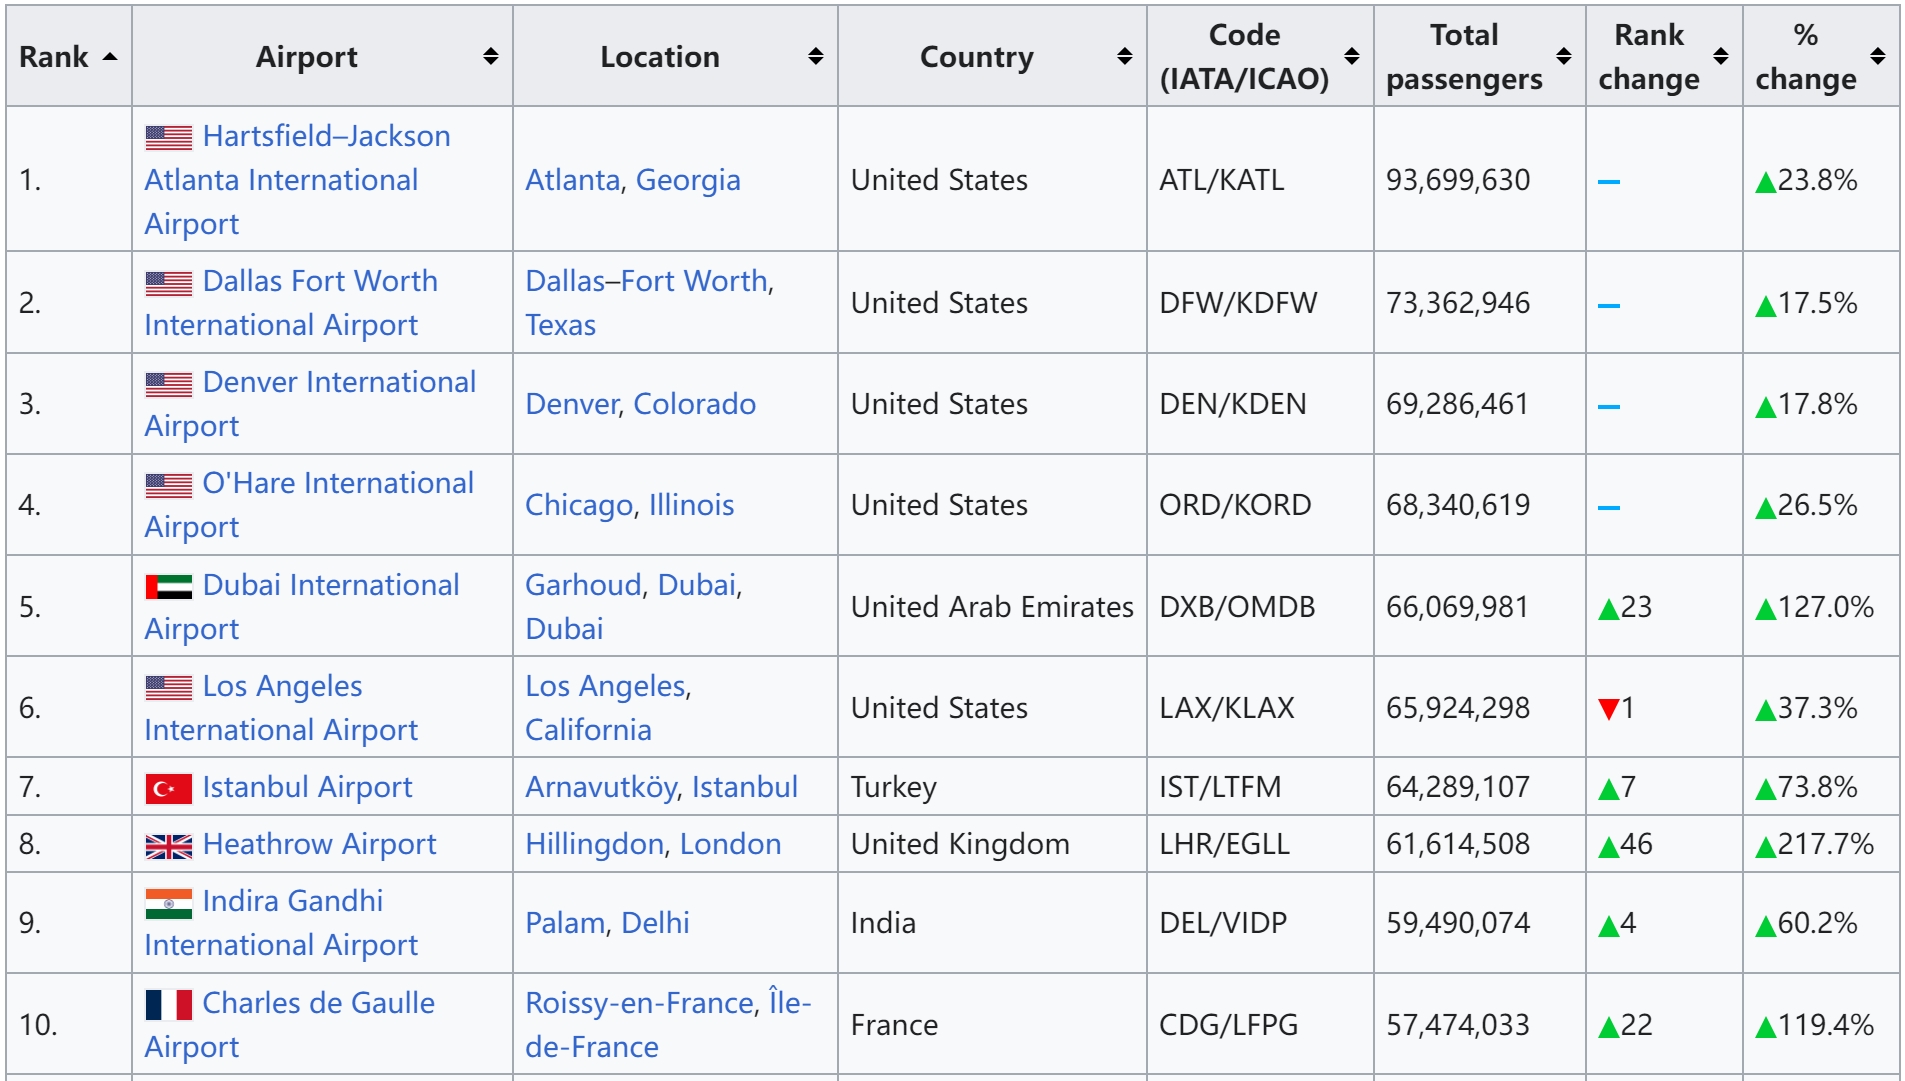 Rank Airport Location Country Code (IATA/ICAO) Total passengers Rank change % change
1. Hartsfield–Jackson Atlanta International Airport Atlanta, Georgia United States ATL/KATL 93,699,630 – ▲23.8%
2. Dallas Fort Worth International Airport Dallas–Fort Worth, Texas United States DFW/KDFW 73,362,946 – ▲17.5%
3. Denver International Airport Denver, Colorado United States DEN/KDEN 69,286,461 – ▲17.8%
4. O'Hare International Airport Chicago, Illinois United States ORD/KORD 68,340,619 – ▲26.5%
5. Dubai International Airport Garhoud, Dubai, Dubai United Arab Emirates DXB/OMDB 66,069,981 ▲23 ▲127.0%
6. Los Angeles International Airport Los Angeles, California United States LAX/KLAX 65,924,298 ▼1 ▲37.3%
7. Istanbul Airport Arnavutköy, Istanbul Turkey IST/LTFM 64,289,107 ▲7 ▲73.8%
8. Heathrow Airport Hillingdon, London United Kingdom LHR/EGLL 61,614,508 ▲46 ▲217.7%
9. Indira Gandhi International Airport Palam, Delhi India DEL/VIDP 59,490,074 ▲4 ▲60.2%
10. Charles de Gaulle Airport Roissy-en-France, Île-de-France France CDG/LFPG 57,474,033 ▲22 ▲119.4%